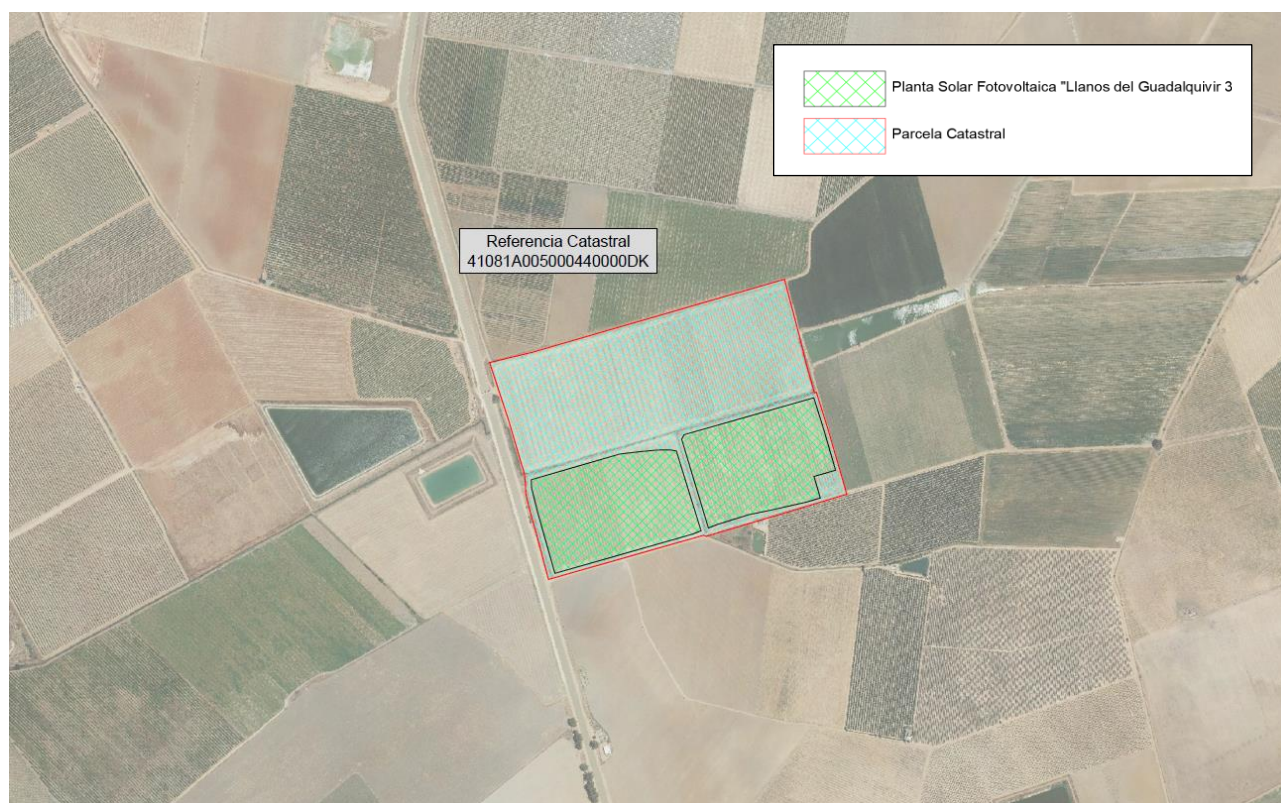 Planta Solar Fotovoltaica "Llanos del Guadalquivir 3
Parcela Catastral
Referencia Catastral
41081A005000440000DK